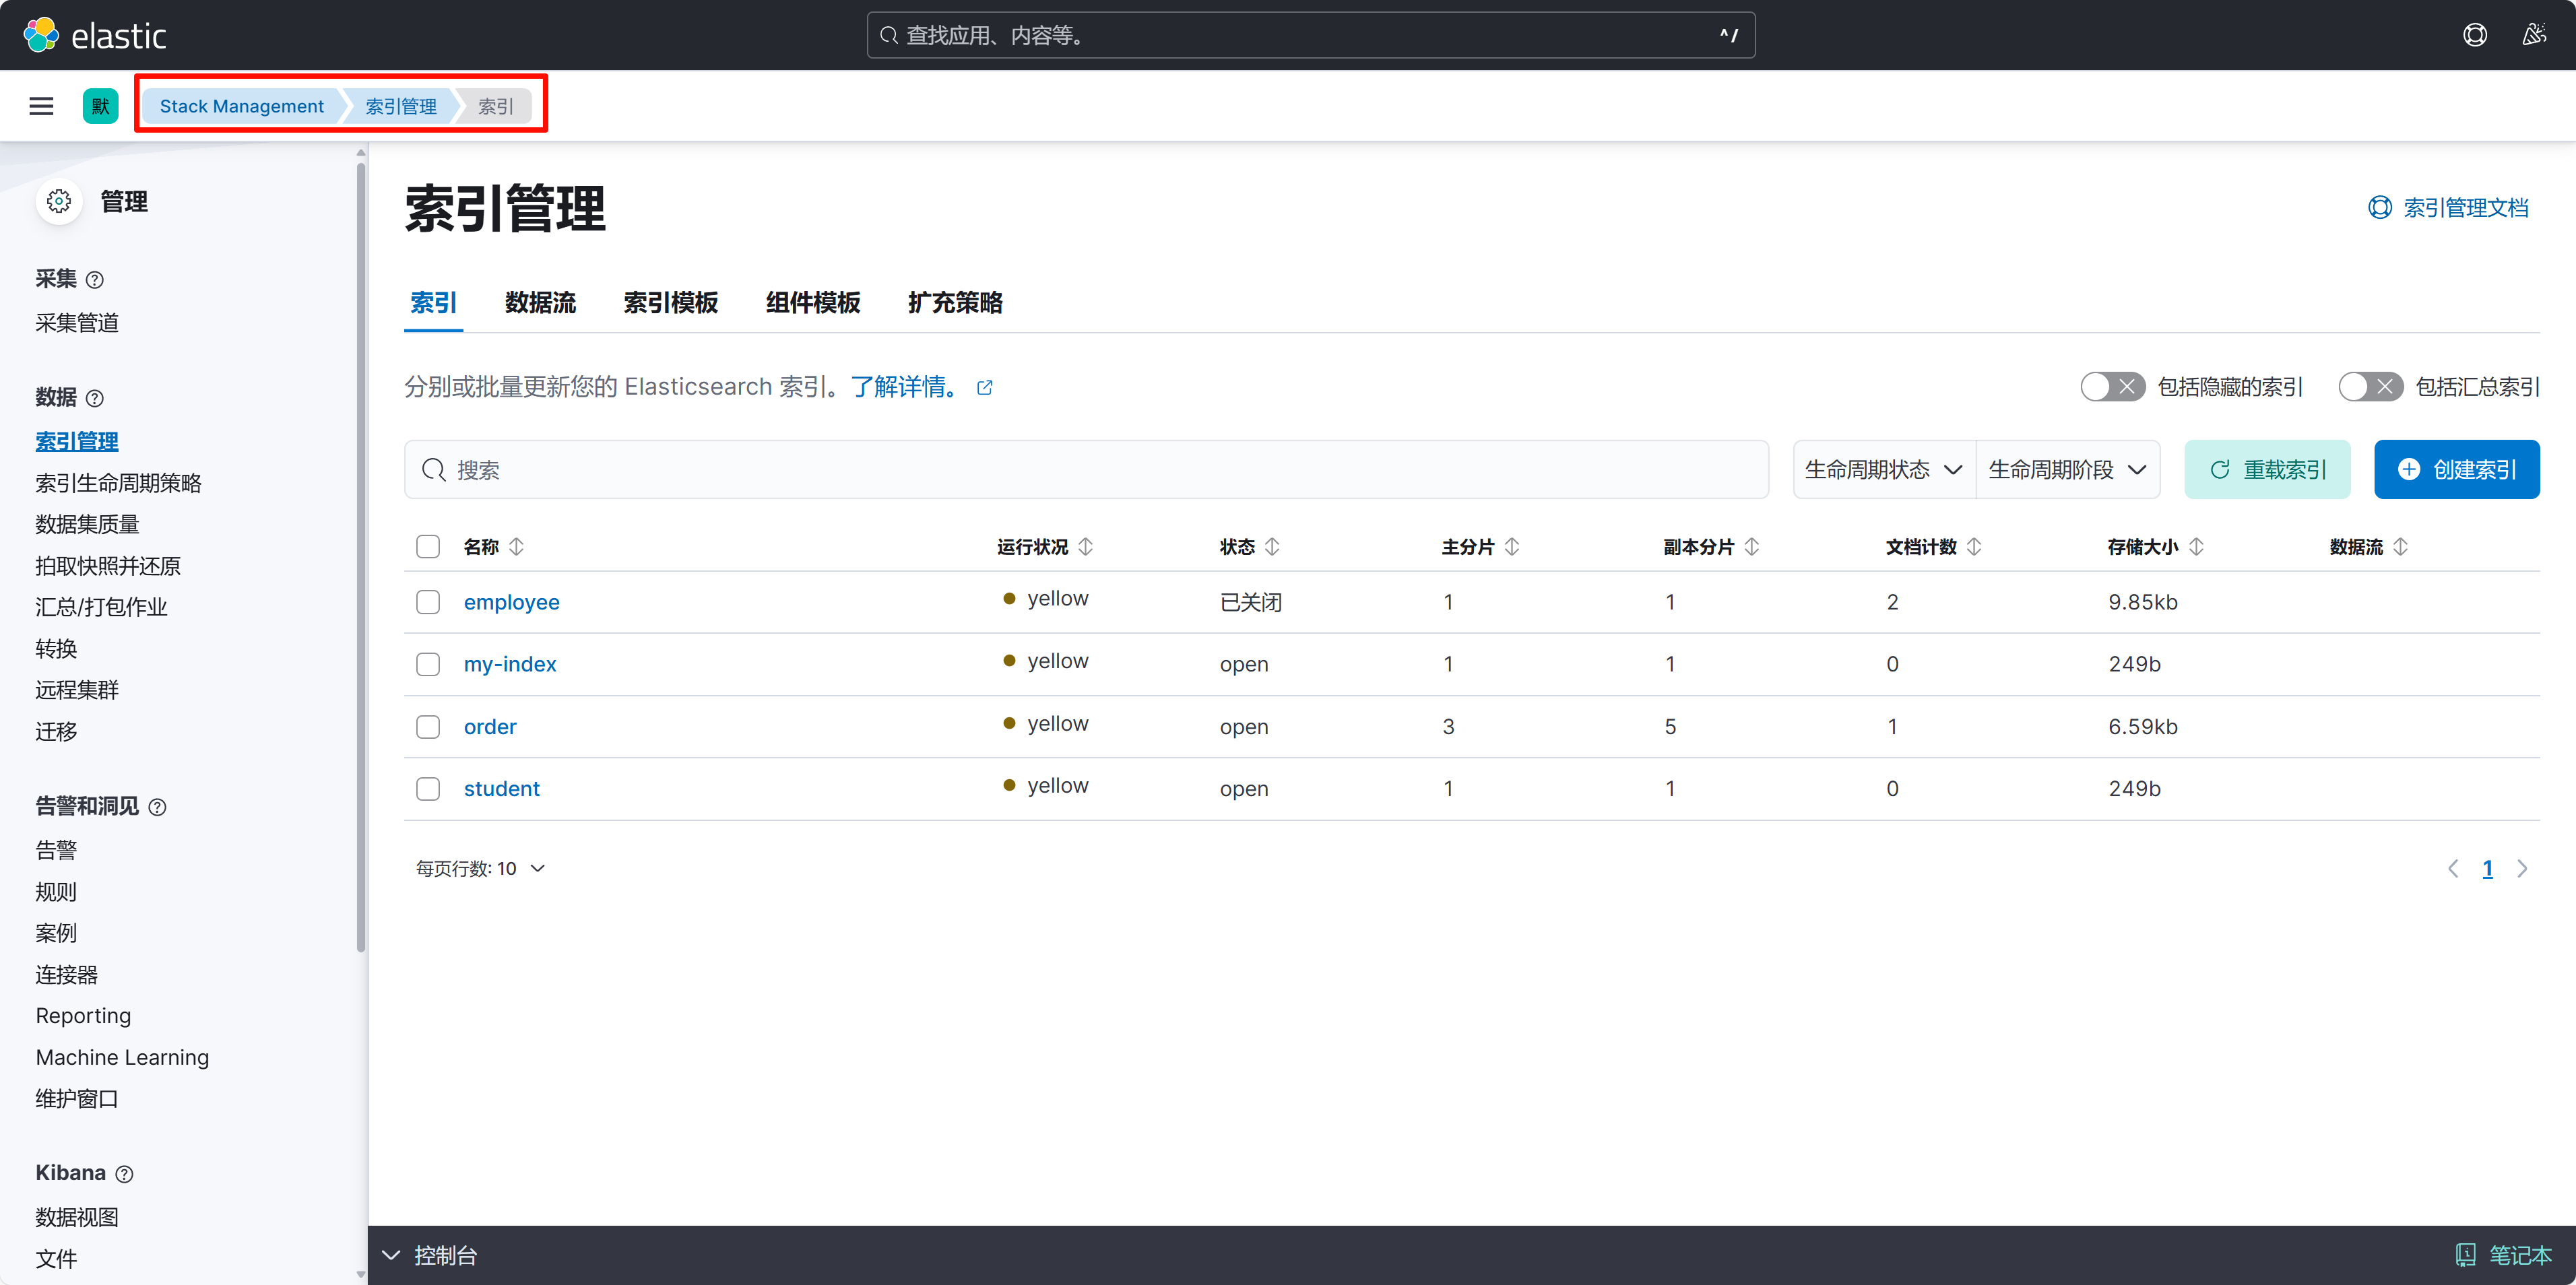 elastic
查找应用、内容等。
^/
默
Stack Management
索引管理
索引
管理
采集
采集管道
数据
索引管理
索引生命周期策略
数据集质量
拍取快照并还原
汇总/打包作业
转换
远程集群
迁移
告警和洞见
告警
规则
案例
连接器
Reporting
Machine Learning
维护窗口
Kibana
数据视图
文件
索引管理
索引管理文档
索引 数据流 索引模板 组件模板 扩充策略
分别或批量更新您的 Elasticsearch 索引。了解详情。
包括隐藏的索引 包括汇总索引
搜索
生命周期状态 生命周期阶段 重载索引 创建索引
名称 运行状况 状态 主分片 副本分片 文档计数 存储大小 数据流
employee yellow 已关闭 1 1 2 9.85kb
my-index yellow open 1 1 0 249b
order yellow open 3 5 1 6.59kb
student yellow open 1 1 0 249b
每页行数: 10
1
控制台
笔记本